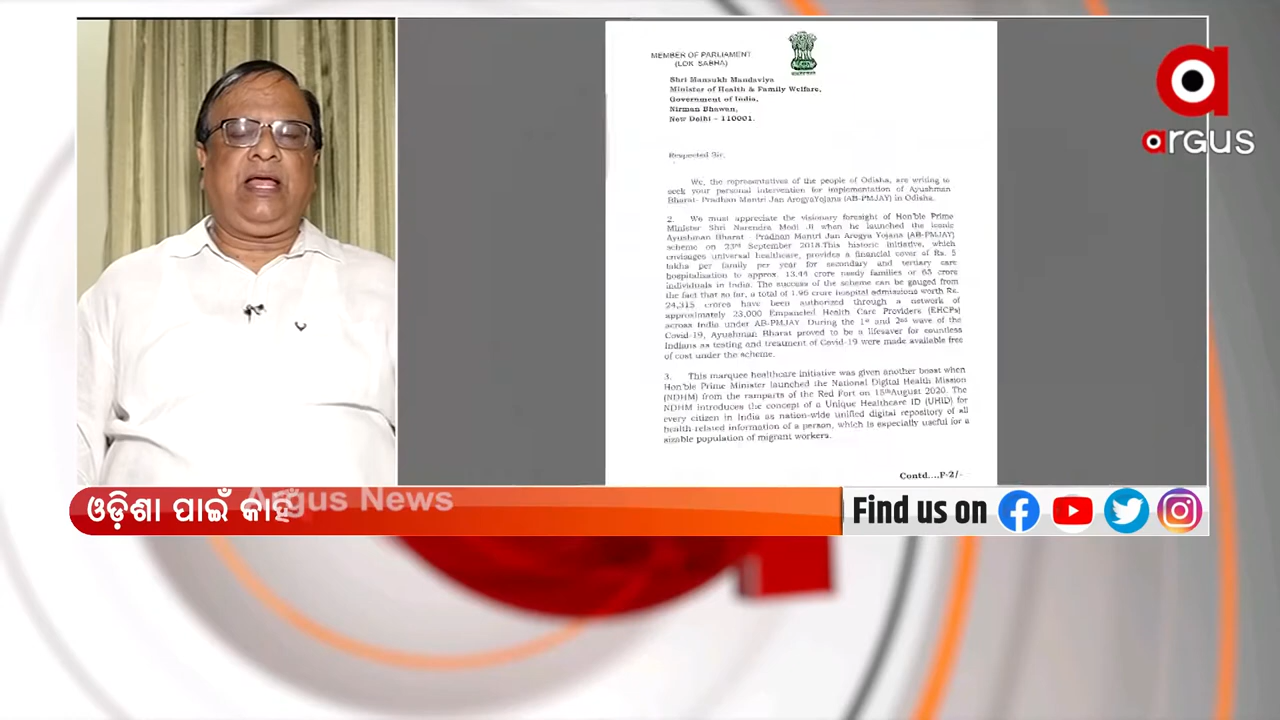 MEMBER OF PARLIAMENT
(LOK SABHA)
Shri Mansukh Mandaviya
Minister of Health & Family Welfare,
Government of India,
Nirman Bhawan,
New Delhi – 110001.
Respected Sir,
We, the representatives of the people of Odisha, are writing to
seek your personal intervention for implementation of Ayushman
Bharat- Pradhan Mantri Jan ArogyaYojana (AB-PMJAY) in Odisha.
2. We must appreciate the visionary foresight of Hon'ble Prime
Minister Shri Narendra Modi Ji when he launched the iconic
Ayushman Bharat – Pradhan Mantri Jan Arogya Yojana (AB-PMJAY)
scheme on 23rd September 2018.This historic initiative, which
envisages universal healthcare, provides a financial cover of Rs. 5
lakhs per family per year for secondary and tertiary care
hospitalisation to approx. 13.44 crore needy families or 65 crore
individuals in India. The success of the scheme can be gauged from
the fact that so far, a total of 1.96 crore hospital admissions worth Rs.
24,315 crores have been authorized through a network of
approximately 23,000 Empaneled Health Care Providers (EHCPs)
across India under AB-PMJAY. During the 1st and 2nd wave of the
Covid-19, Ayushman Bharat proved to be a lifesaver for countless
Indians as testing and treatment of Covid-19 were made available free
of cost under the scheme.
3. This marquee healthcare initiative was given another boost when
Hon'ble Prime Minister launched the National Digital Health Mission
(NDHM) from the ramparts of the Red Fort on 15thAugust 2020. The
NDHM introduces the concept of a Unique Healthcare ID (UHID) for
every citizen in India as nation-wide unified digital repository of all
health-related information of a person, which is especially useful for a
sizable population of migrant workers.
Contd....P-2/-
argus
ଓଡ଼ିଶା ପାଇଁ କାହିଁ
Argus News
Find us on